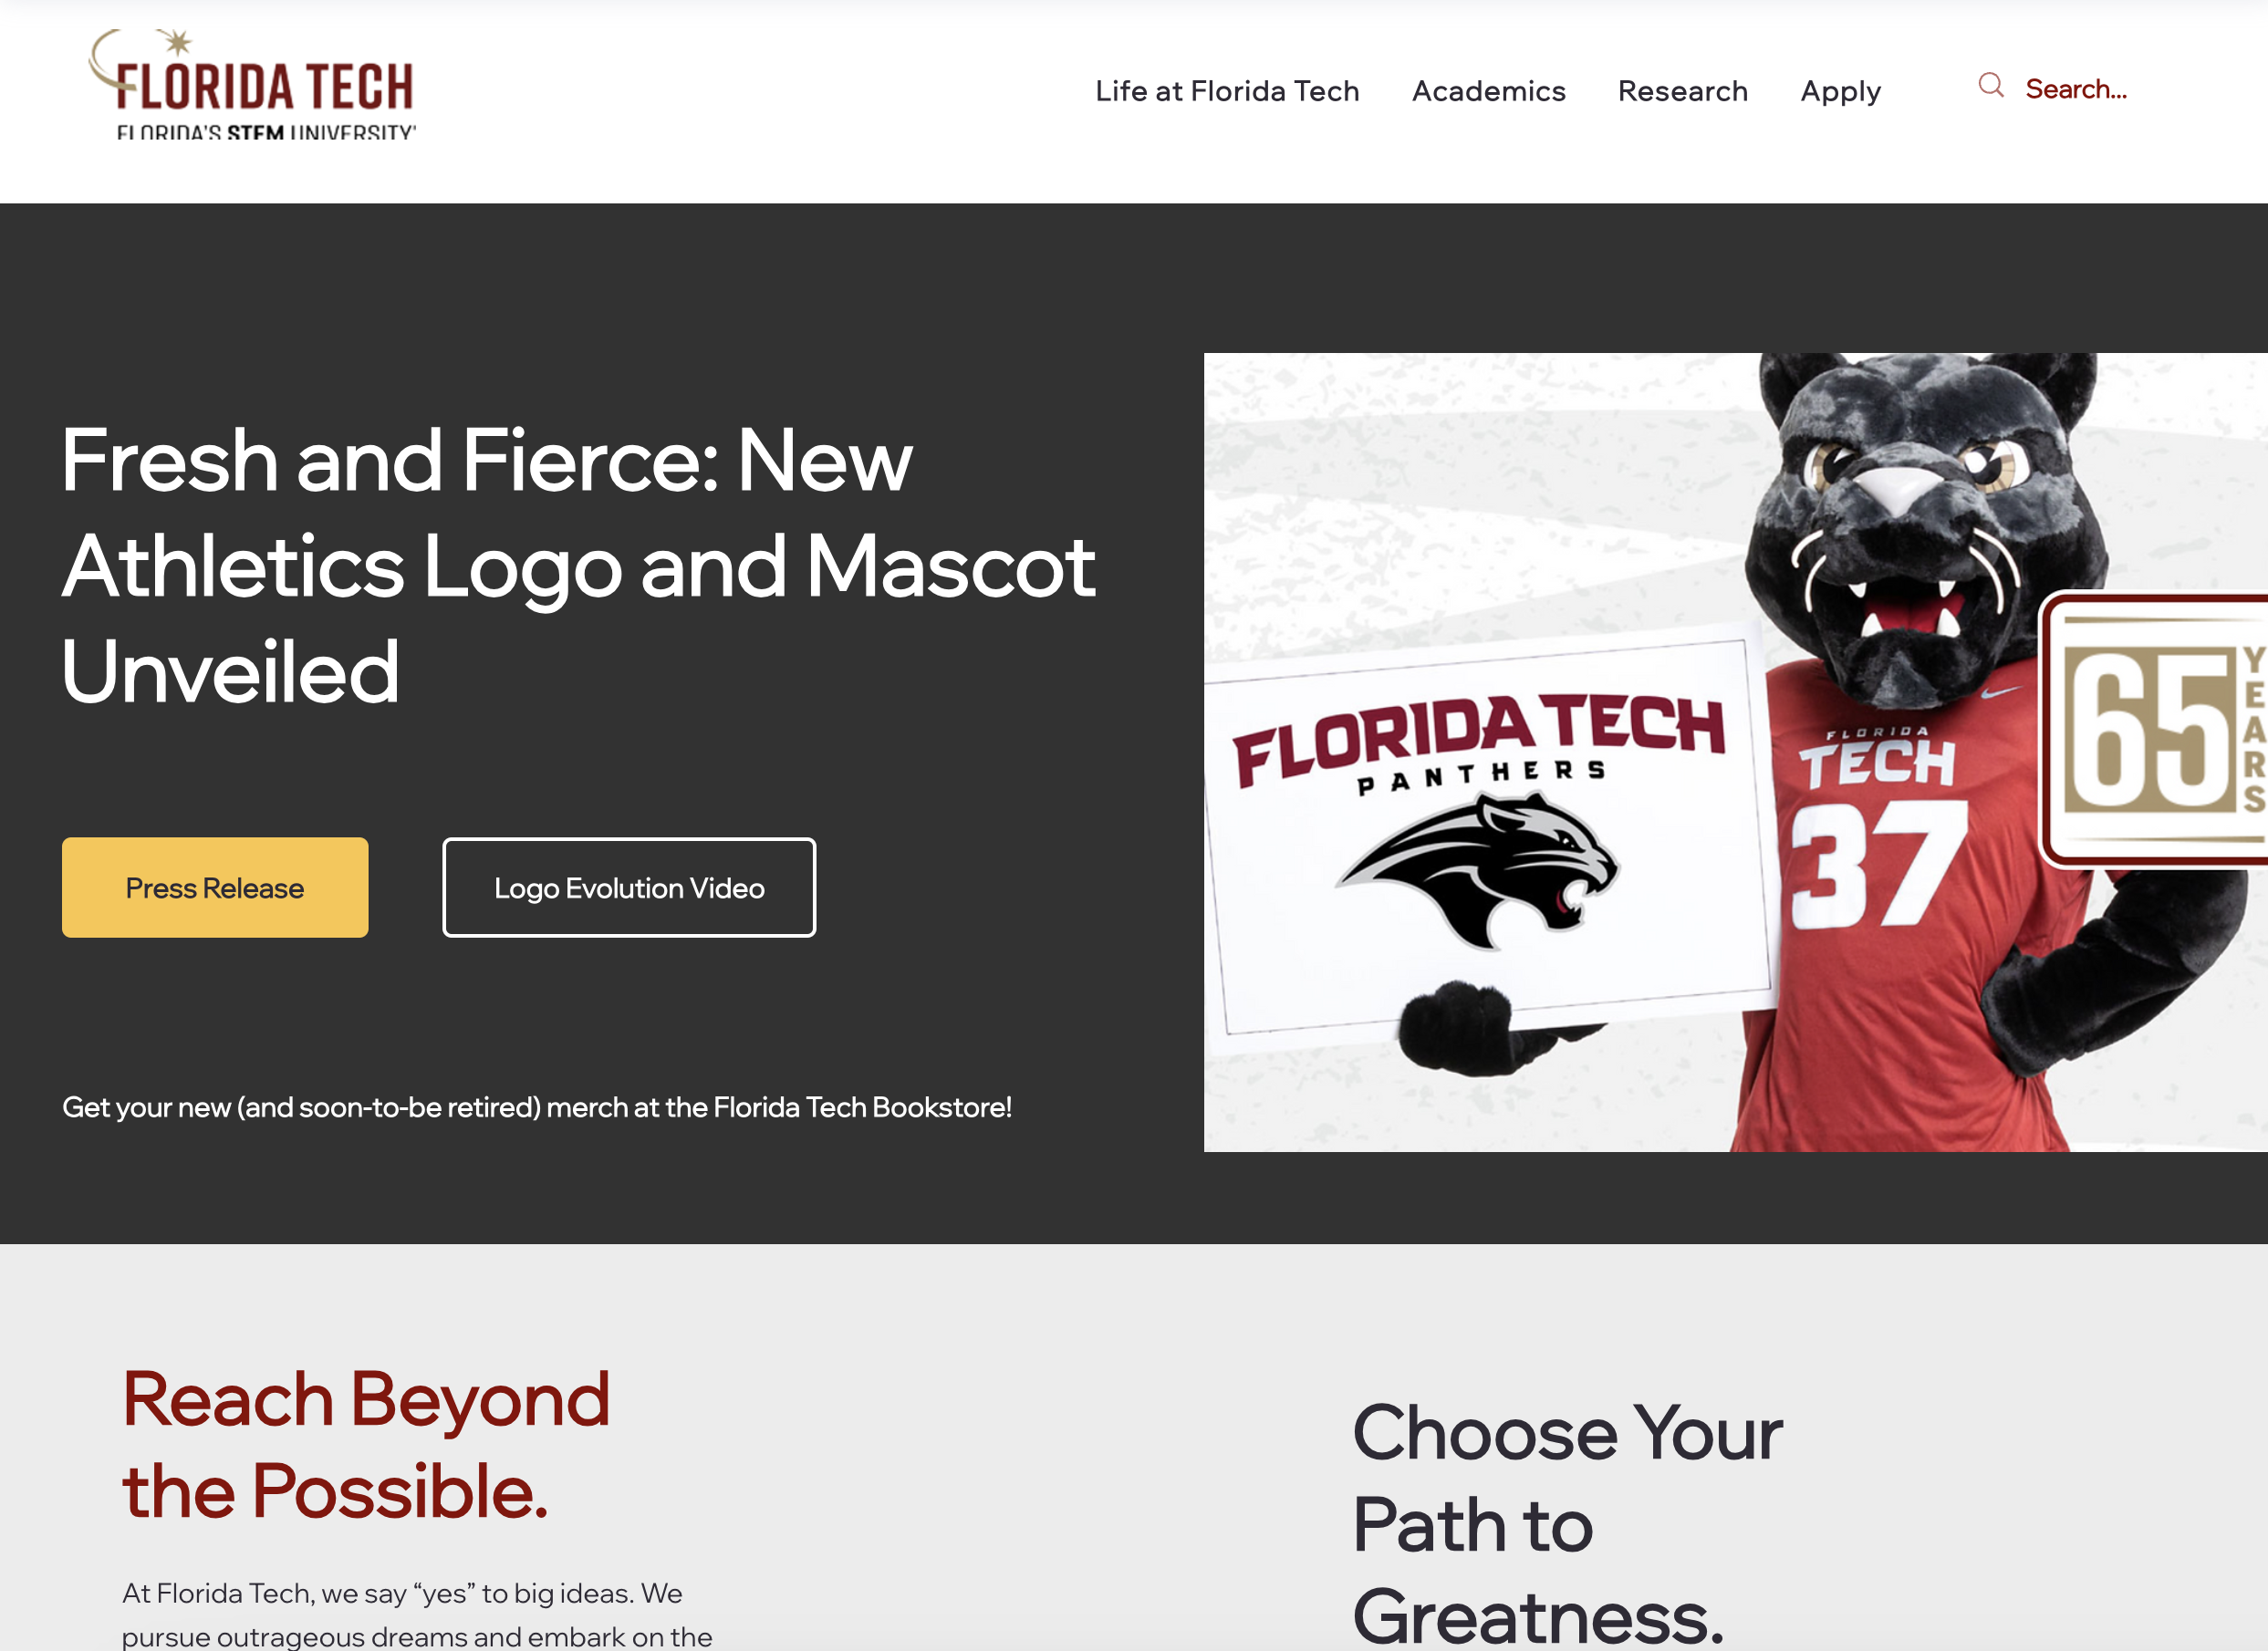 FLORIDA TECH
FLORIDA'S STEM UNIVERSITY
Life at Florida Tech
Academics
Research
Apply
Search...
Fresh and Fierce: New
Athletics Logo and Mascot
Unveiled
Press Release
Logo Evolution Video
Get your new (and soon-to-be retired) merch at the Florida Tech Bookstore!
FLORIDA TECH
PANTHERS
FLORIDA
TECH
37
65
YEARS
Reach Beyond
the Possible.
At Florida Tech, we say “yes” to big ideas. We
pursue outrageous dreams and embark on the
Choose Your
Path to
Greatness.